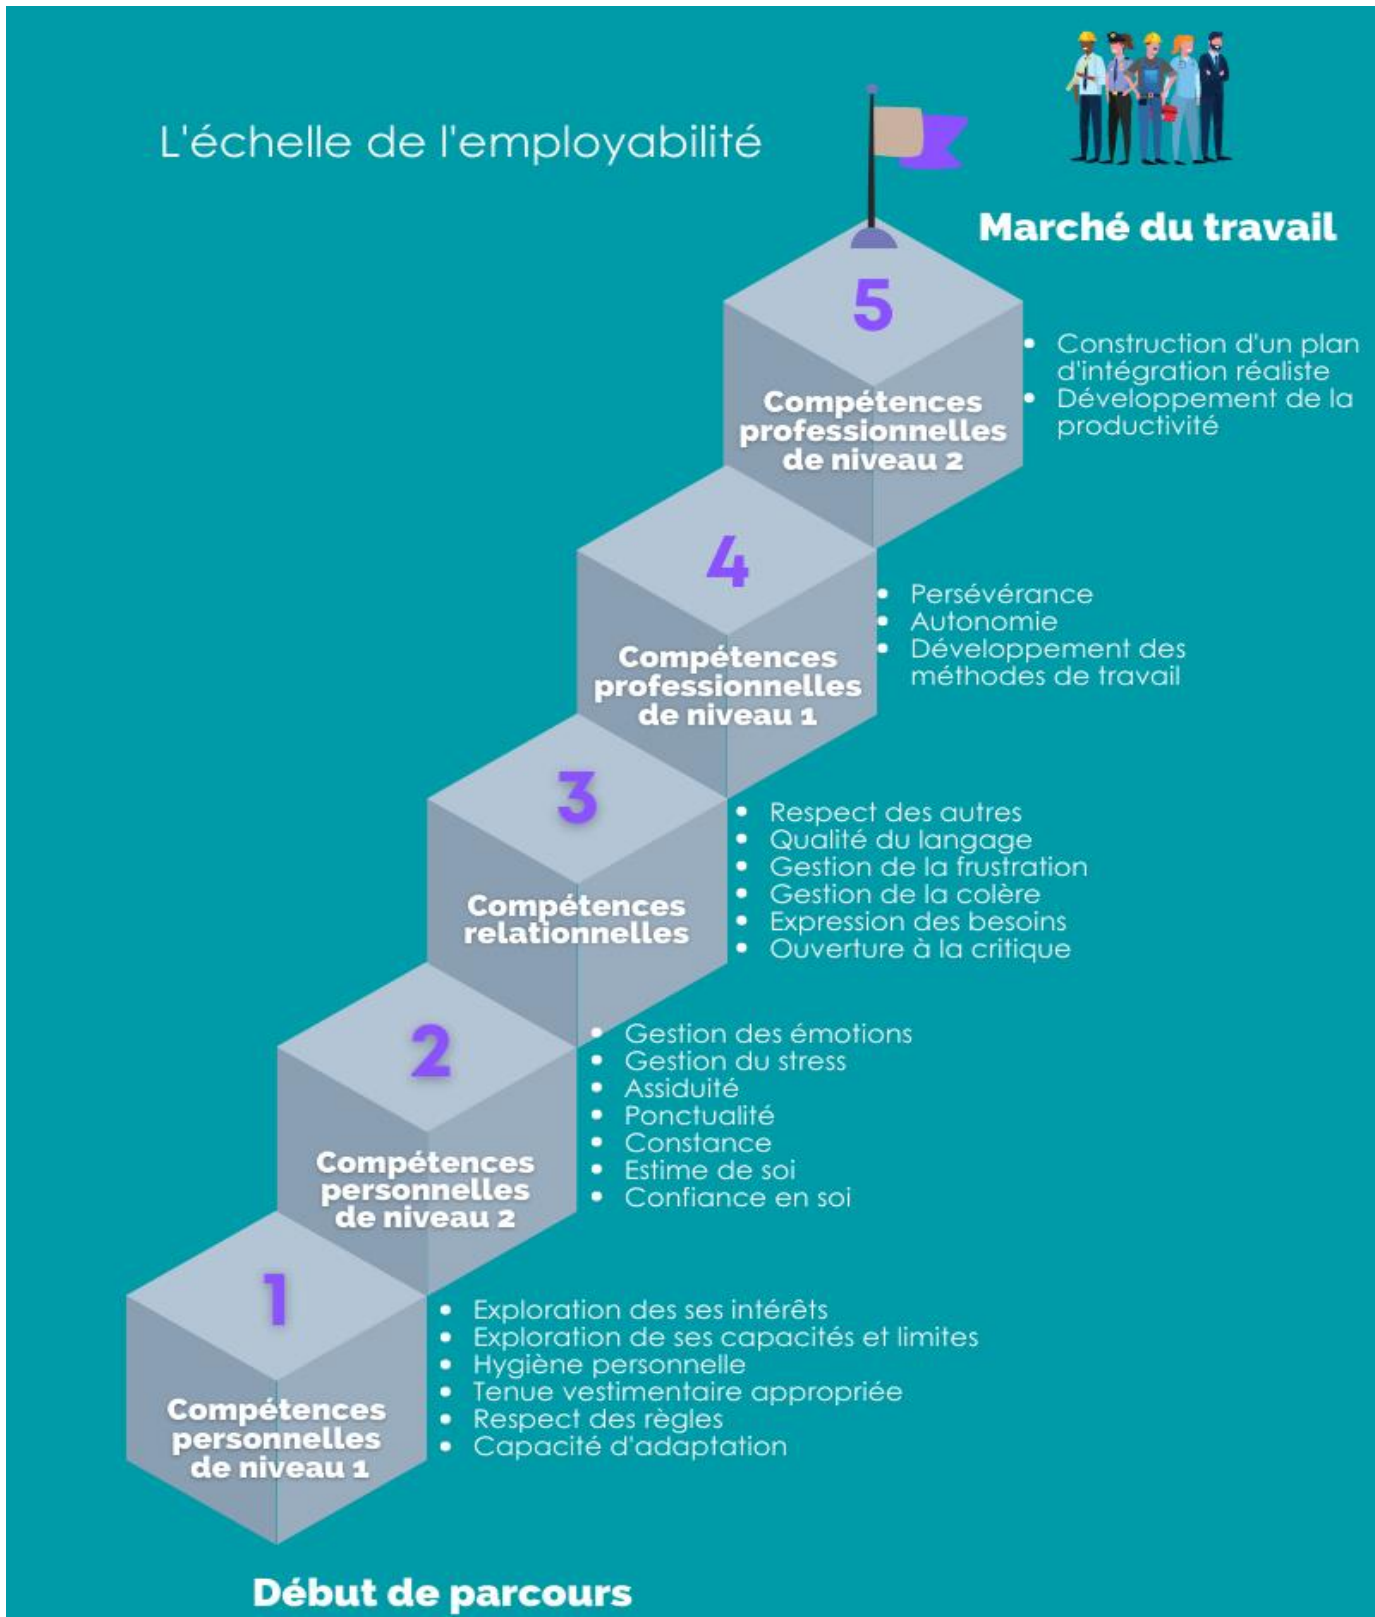 L'échelle de l'employabilité
Marché du travail
5
Compétences
professionnelles
de niveau 2
• Construction d'un plan
d'intégration réaliste
• Développement de la
productivité
4
Compétences
professionnelles
de niveau 1
• Persévérance
• Autonomie
• Développement des
méthodes de travail
3
Compétences
relationnelles
• Respect des autres
• Qualité du langage
• Gestion de la frustration
• Gestion de la colère
• Expression des besoins
• Ouverture à la critique
2
Compétences
personnelles
de niveau 2
• Gestion des émotions
• Gestion du stress
• Assiduité
• Ponctualité
• Constance
• Estime de soi
• Confiance en soi
1
Compétences
personnelles
de niveau 1
• Exploration des ses intérêts
• Exploration de ses capacités et limites
• Hygiène personnelle
• Tenue vestimentaire appropriée
• Respect des règles
• Capacité d'adaptation
Début de parcours